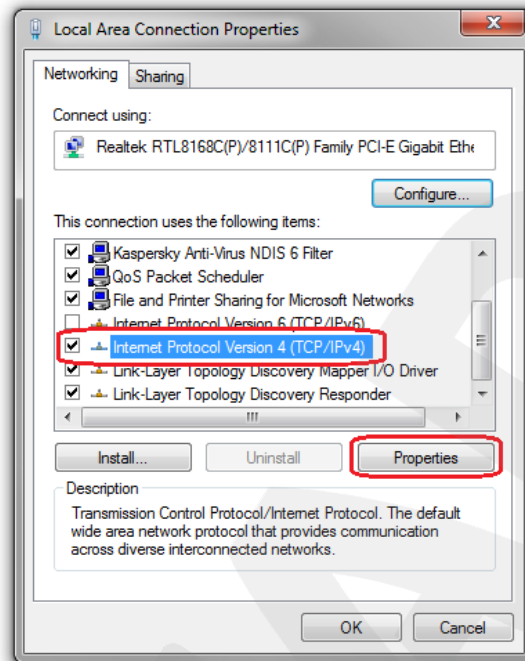 Local Area Connection Properties
Networking
Sharing
Connect using:
Realtek RTL8168C(P)/8111C(P) Family PCI-E Gigabit Ethe
Configure...
This connection uses the following items:
Kaspersky Anti-Virus NDIS 6 Filter
QoS Packet Scheduler
File and Printer Sharing for Microsoft Networks
Internet Protocol Version 6 (TCP/IPv6)
Internet Protocol Version 4 (TCP/IPv4)
Link-Layer Topology Discovery Mapper I/O Driver
Link-Layer Topology Discovery Responder
Install...
Uninstall
Properties
Description
Transmission Control Protocol/Internet Protocol. The default
wide area network protocol that provides communication
across diverse interconnected networks.
OK
Cancel